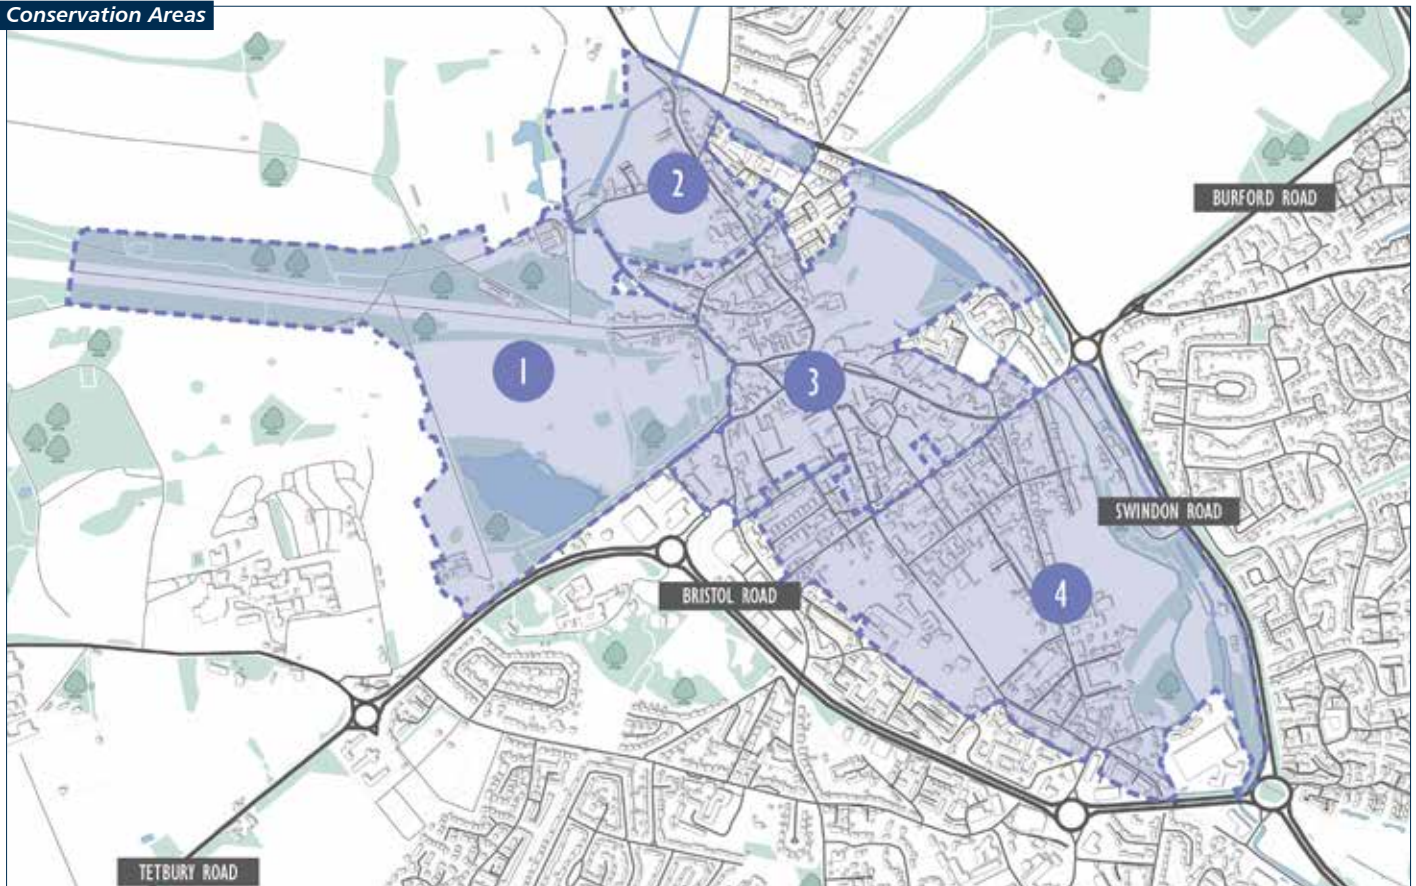 Conservation Areas
2
BURFORD ROAD
1
3
SWINDON ROAD
BRISTOL ROAD
4
TETBURY ROAD